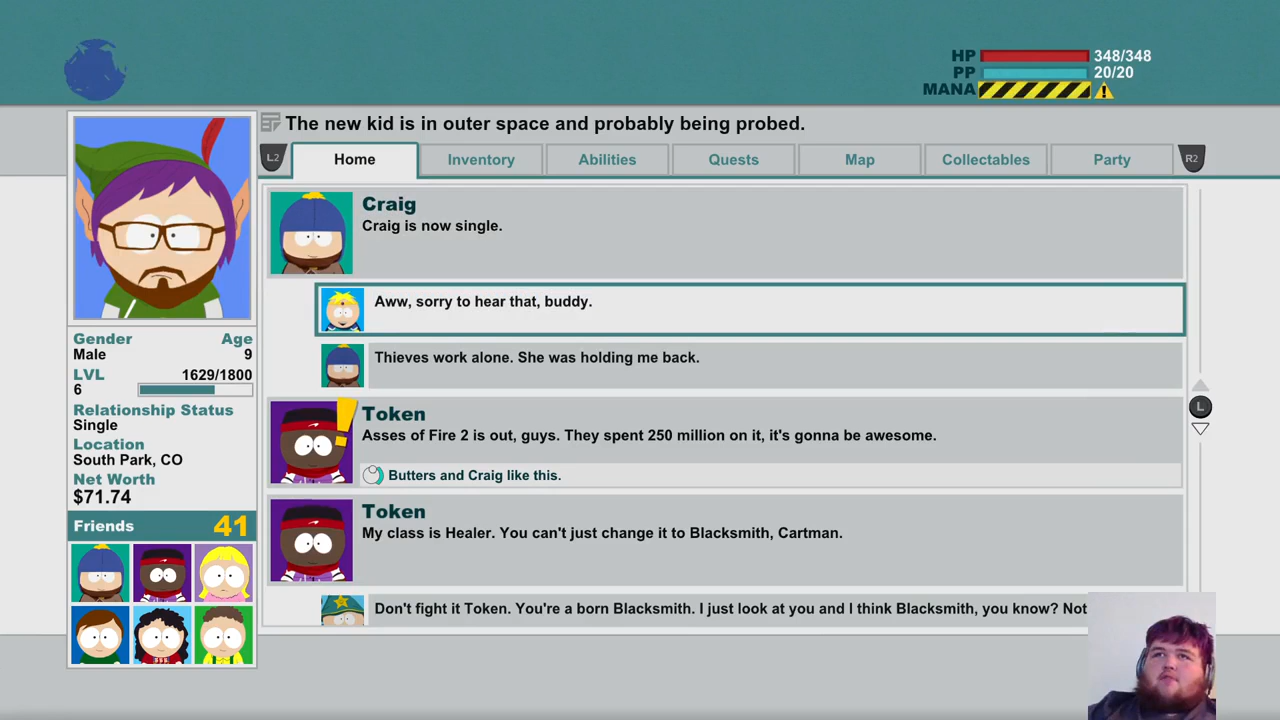 HP 348/348
PP 20/20
MANA
The new kid is in outer space and probably being probed.
L2 Home Inventory Abilities Quests Map Collectables Party R2
Craig
Craig is now single.
Aww, sorry to hear that, buddy.
Thieves work alone. She was holding me back.
Token
Asses of Fire 2 is out, guys. They spent 250 million on it, it's gonna be awesome.
Butters and Craig like this.
Token
My class is Healer. You can't just change it to Blacksmith, Cartman.
Don't fight it Token. You're a born Blacksmith. I just look at you and I think Blacksmith, you know? Not
L
Gender Age
Male 9
LVL 1629/1800
6
Relationship Status
Single
Location
South Park, CO
Net Worth
$71.74
Friends 41